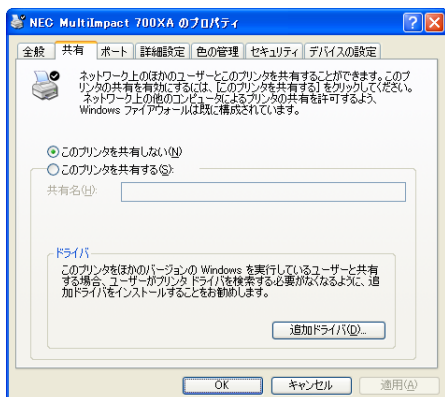 NEC MultiImpact 700XA のプロパティ
全般 共有 ポート 詳細設定 色の管理 セキュリティ デバイスの設定
ネットワーク上のほかのユーザーとこのプリンタを共有することができます。このプ
リンタの共有を有効にするには、[このプリンタを共有する] をクリックしてください。
ネットワーク上の他のコンピュータによるプリンタの共有を許可するよう、
Windows ファイアウォールは既に構成されています。
このプリンタを共有しない(N)
このプリンタを共有する(S):
共有名(H):
ドライバ
このプリンタをほかのバージョンの Windows を実行しているユーザーと共有
する場合、ユーザーがプリンタ ドライバを検索する必要がなくなるように、追
加ドライバをインストールすることをお勧めします。
追加ドライバ(D)...
OK キャンセル 適用(A)